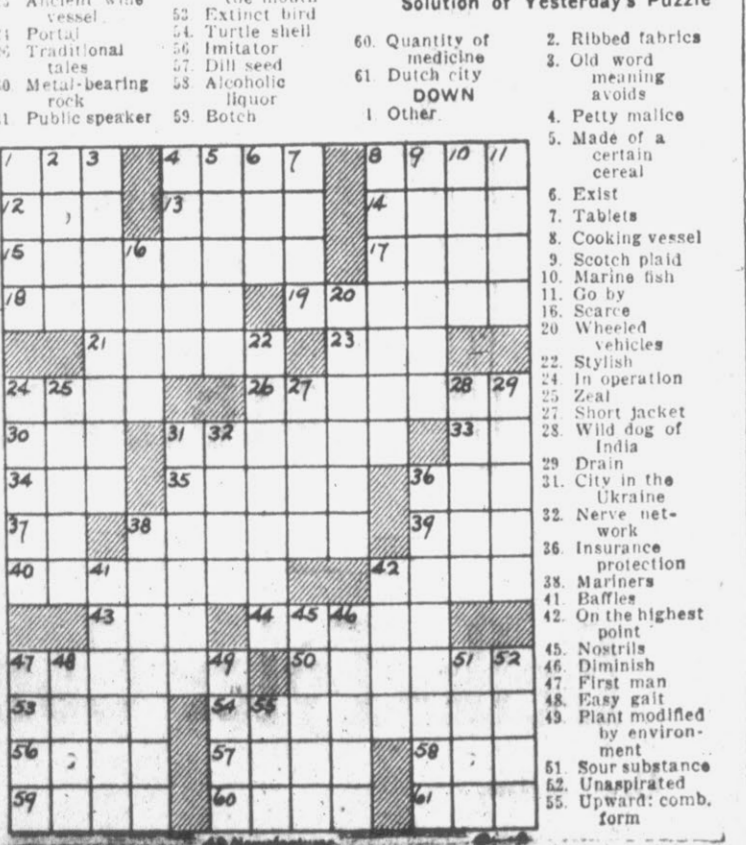 Ancient wine
vessel
Portal
Traditional
tales
Metal-bearing
rock
Public speaker
the mouth
53. Extinct bird
54. Turtle shell
56. Imitator
57. Dill seed
58. Alcoholic
liquor
59. Botch
Solution of Yesterday's Puzzle
60. Quantity of
medicine
61. Dutch city
DOWN
1. Other
2. Ribbed fabrics
3. Old word
meaning
avoids
4. Petty malice
5. Made of a
certain
cereal
6. Exist
7. Tablets
8. Cooking vessel
9. Scotch plaid
10. Marine fish
11. Go by
16. Scarce
20. Wheeled
vehicles
22. Stylish
24. In operation
25. Zeal
27. Short jacket
28. Wild dog of
India
29. Drain
31. City in the
Ukraine
32. Nerve net-
work
36. Insurance
protection
38. Mariners
41. Baffles
42. On the highest
point
45. Nostrils
46. Diminish
47. First man
48. Easy gait
49. Plant modified
by environ-
ment
51. Sour substance
52. Unaspirated
55. Upward: comb.
form
1 2 3 4 5 6 7 8 9 10 11
12 13 14
15 16 17
18 19 20
21 22 23
24 25 26 27 28 29
30 31 32 33
34 35 36
37 38 39
40 41 42
43 44 45 46
47 48 49 50 51 52
53 54 55
56 57 58
59 60 61